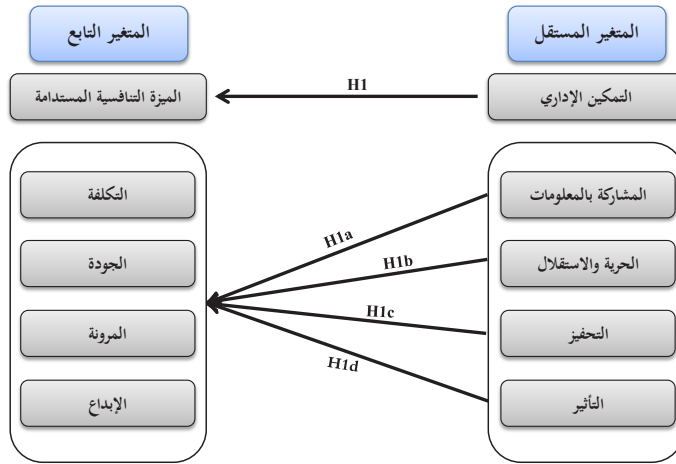 المتغير المستقل
المتغير التابع
التمكين الإداري
H1
الميزة التنافسية المستدامة
المشاركة بالمعلومات
الحرية والاستقلال
التحفيز
التأثير
H1a
H1b
H1c
H1d
التكلفة
الجودة
المرونة
الإبداع